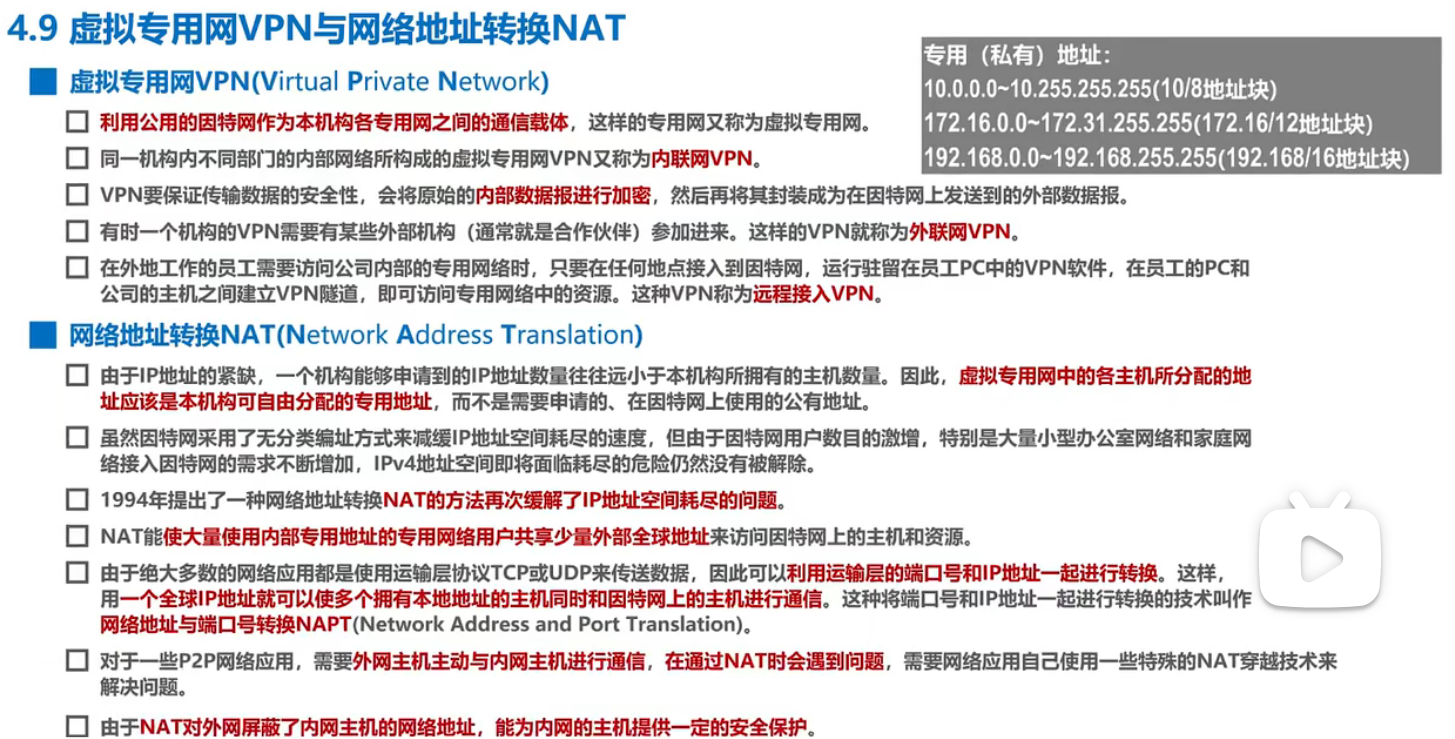 4.9 虚拟专用网VPN与网络地址转换NAT
专用（私有）地址：
10.0.0.0~10.255.255.255(10/8地址块)
172.16.0.0~172.31.255.255(172.16/12地址块)
192.168.0.0~192.168.255.255(192.168/16地址块)
虚拟专用网VPN(Virtual Private Network)
利用公用的因特网作为本机构各专用网之间的通信载体，这样的专用网又称为虚拟专用网。
同一机构内不同部门的内部网络所构成的虚拟专用网VPN又称为内联网VPN。
VPN要保证传输数据的安全性，会将原始的内部数据报进行加密，然后再将其封装成为在因特网上发送到的外部数据报。
有时一个机构的VPN需要有某些外部机构（通常就是合作伙伴）参加进来。这样的VPN就称为外联网VPN。
在外地工作的员工需要访问公司内部的专用网络时，只要在任何地点接入到因特网，运行驻留在员工PC中的VPN软件，在员工的PC和
公司的主机之间建立VPN隧道，即可访问专用网络中的资源。这种VPN称为远程接入VPN。
网络地址转换NAT(Network Address Translation)
由于IP地址的紧缺，一个机构能够申请到的IP地址数量往往远小于本机构所拥有的主机数量。因此，虚拟专用网中的各主机所分配的地
址应该是本机构可自由分配的专用地址，而不是需要申请的、在因特网上使用的公有地址。
虽然因特网采用了无分类编址方式来减缓IP地址空间耗尽的速度，但由于因特网用户数目的激增，特别是大量小型办公室网络和家庭网
络接入因特网的需求不断增加，IPv4地址空间即将面临耗尽的危险仍然没有被解除。
1994年提出了一种网络地址转换NAT的方法再次缓解了IP地址空间耗尽的问题。
NAT能使大量使用内部专用地址的专用网络用户共享少量外部全球地址来访问因特网上的主机和资源。
由于绝大多数的网络应用都是使用运输层协议TCP或UDP来传送数据，因此可以利用运输层的端口号和IP地址一起进行转换。这样，
用一个全球IP地址就可以使多个拥有本地地址的主机同时和因特网上的主机进行通信。这种将端口号和IP地址一起进行转换的技术叫作
网络地址与端口号转换NAPT(Network Address and Port Translation)。
对于一些P2P网络应用，需要外网主机主动与内网主机进行通信，在通过NAT时会遇到问题，需要网络应用自己使用一些特殊的NAT穿越技术来
解决问题。
由于NAT对外网屏蔽了内网主机的网络地址，能为内网的主机提供一定的安全保护。